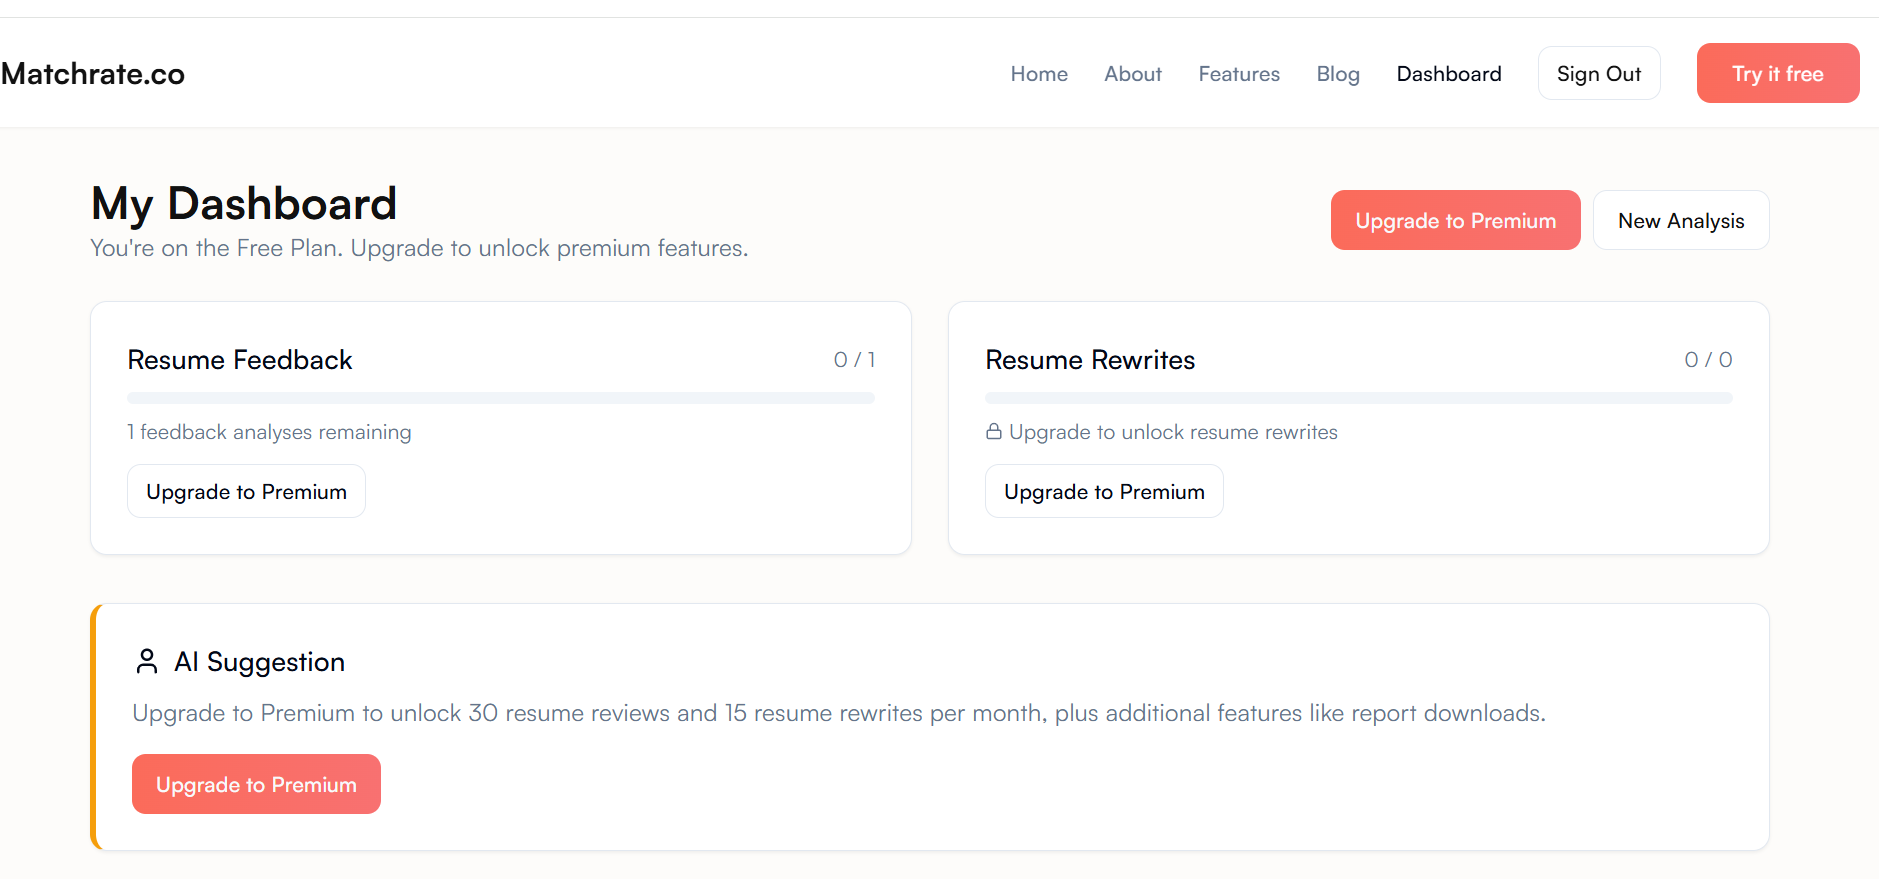 Matchrate.co
Home About Features Blog Dashboard Sign Out Try it free
My Dashboard
You're on the Free Plan. Upgrade to unlock premium features.
Upgrade to Premium New Analysis
Resume Feedback 0 / 1
1 feedback analyses remaining
Upgrade to Premium
Resume Rewrites 0 / 0
Upgrade to unlock resume rewrites
Upgrade to Premium
AI Suggestion
Upgrade to Premium to unlock 30 resume reviews and 15 resume rewrites per month, plus additional features like report downloads.
Upgrade to Premium